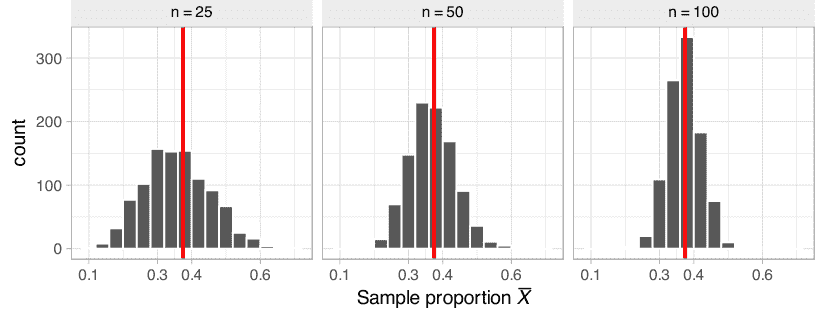 n = 25 n = 50 n = 100
count
300
200
100
0
0.1 0.3 0.4 0.6 0.1 0.3 0.4 0.6 0.1 0.3 0.4 0.6
Sample proportion X̅